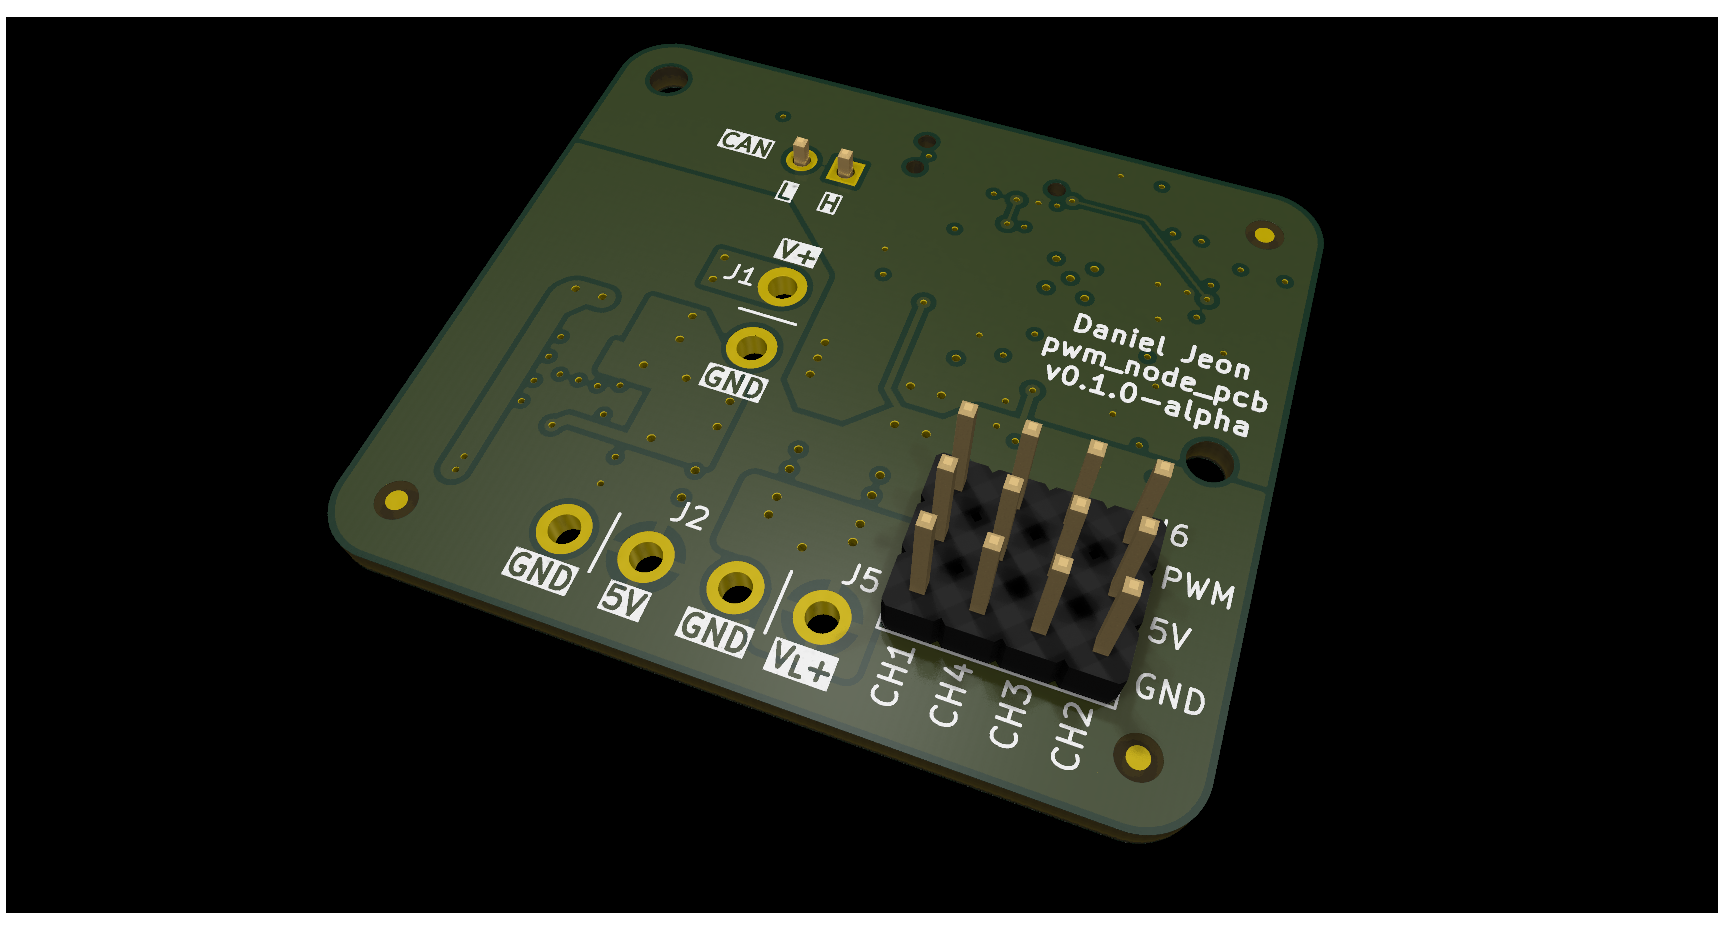 CAN
L
H
V+
J1
GND
Daniel Jeon
pwm_node_pcb
v0.1.0-alpha
J2
GND
5V
J5
GND
VL+
6
PWM
5V
GND
CH1
CH4
CH3
CH2